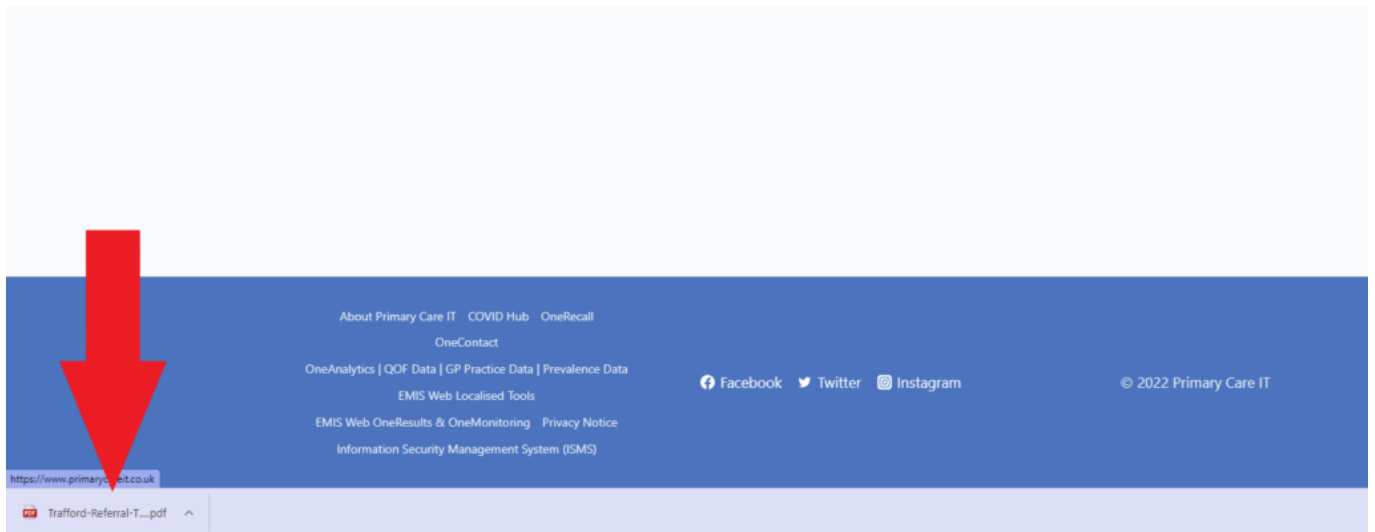 About Primary Care IT COVID Hub OneRecall
OneContact
OneAnalytics | QOF Data | GP Practice Data | Prevalence Data
EMIS Web Localised Tools
EMIS Web OneResults & OneMonitoring Privacy Notice
Information Security Management System (ISMS)
Facebook Twitter Instagram
© 2022 Primary Care IT
https://www.primaryc eit.co.uk
PDF Trafford-Referral-T....pdf